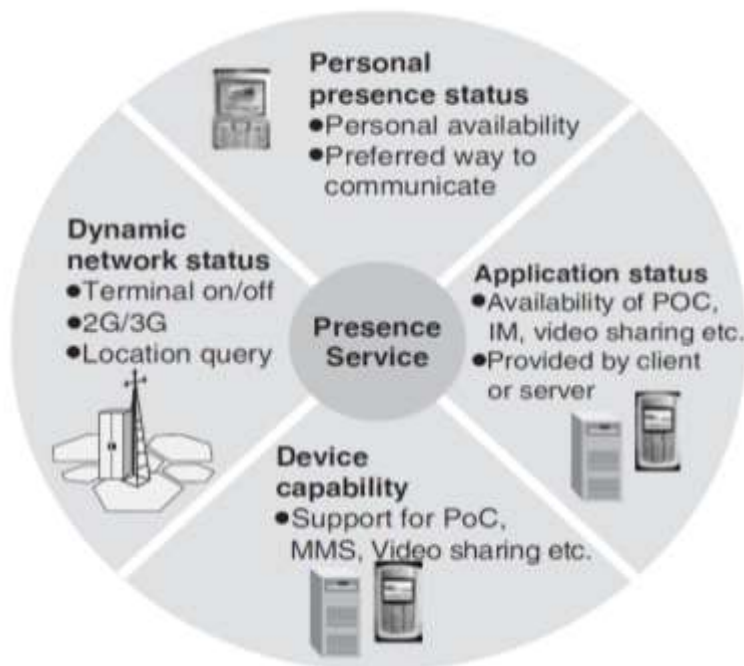 Personal
presence status
●Personal availability
●Preferred way to
communicate
Dynamic
network status
●Terminal on/off
●2G/3G
●Location query
Presence
Service
Application status
●Availability of POC,
IM, video sharing etc.
●Provided by client
or server
Device
capability
●Support for PoC,
MMS, Video sharing etc.